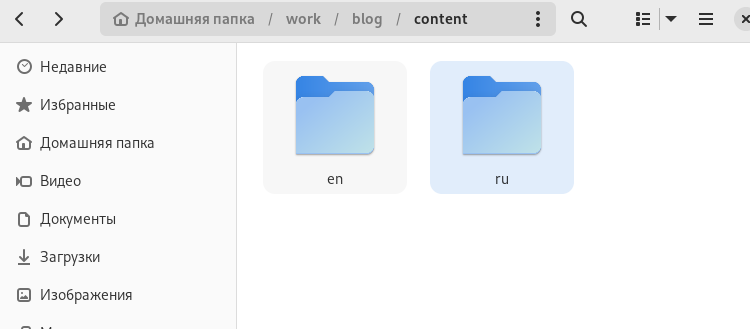 Домашняя папка / work / blog / content
Недавние
Избранные
Домашняя папка
Видео
Документы
Загрузки
Изображения
en
ru